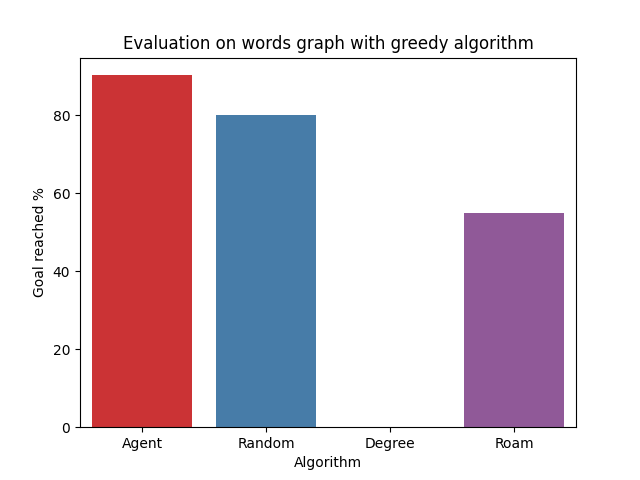 Evaluation on words graph with greedy algorithm
Goal reached %
80
60
40
20
0
Agent Random Degree Roam
Algorithm